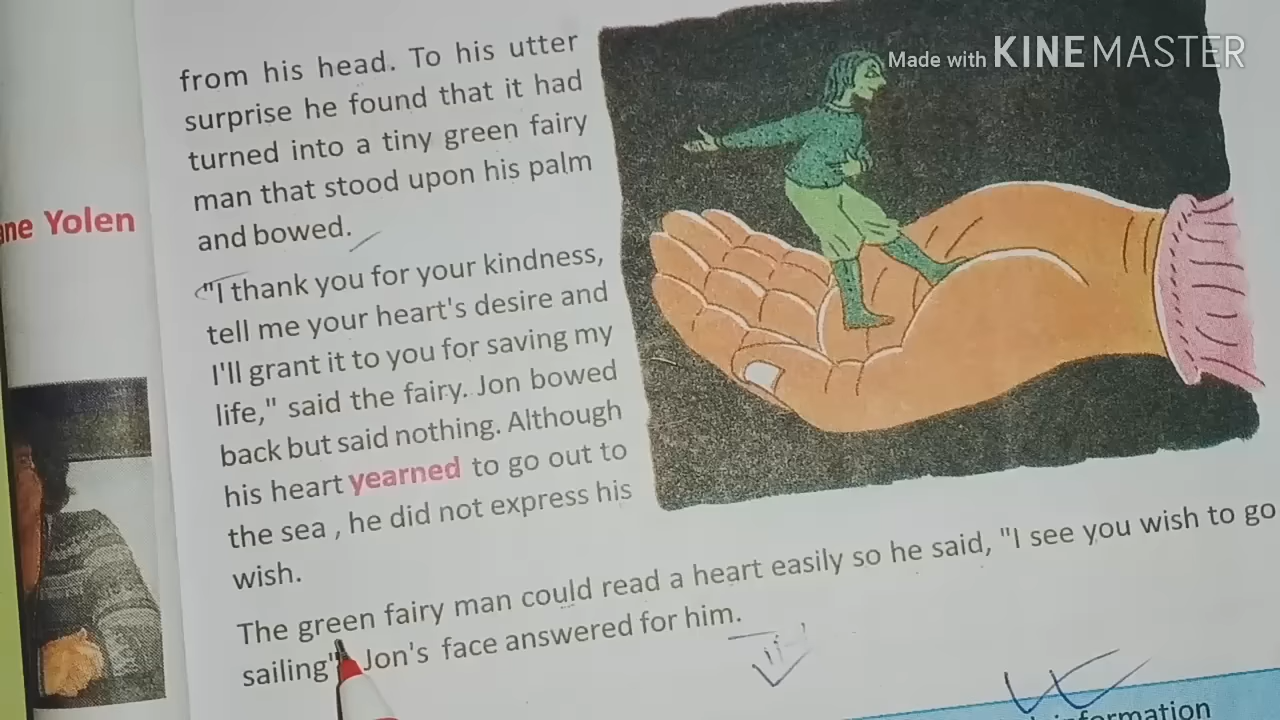 Made with KINEMASTER
from his head. To his utter
surprise he found that it had
turned into a tiny green fairy
man that stood upon his palm
and bowed.
ne Yolen
"I thank you for your kindness,
tell me your heart's desire and
I'll grant it to you for saving my
life," said the fairy. Jon bowed
back but said nothing. Although
his heart yearned to go out to
the sea , he did not express his
wish.
The green fairy man could read a heart easily so he said, "I see you wish to go
sailing" Jon's face answered for him.